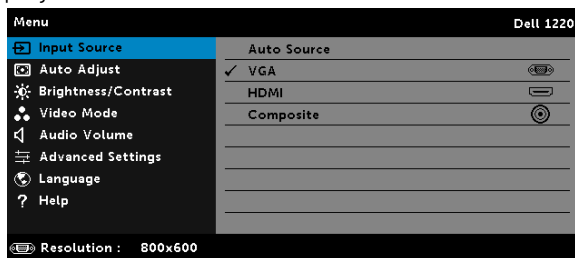 Menu Dell 1220
Input Source
Auto Adjust
Brightness/Contrast
Video Mode
Audio Volume
Advanced Settings
Language
? Help
Auto Source
✓ VGA
HDMI
Composite
Resolution : 800x600